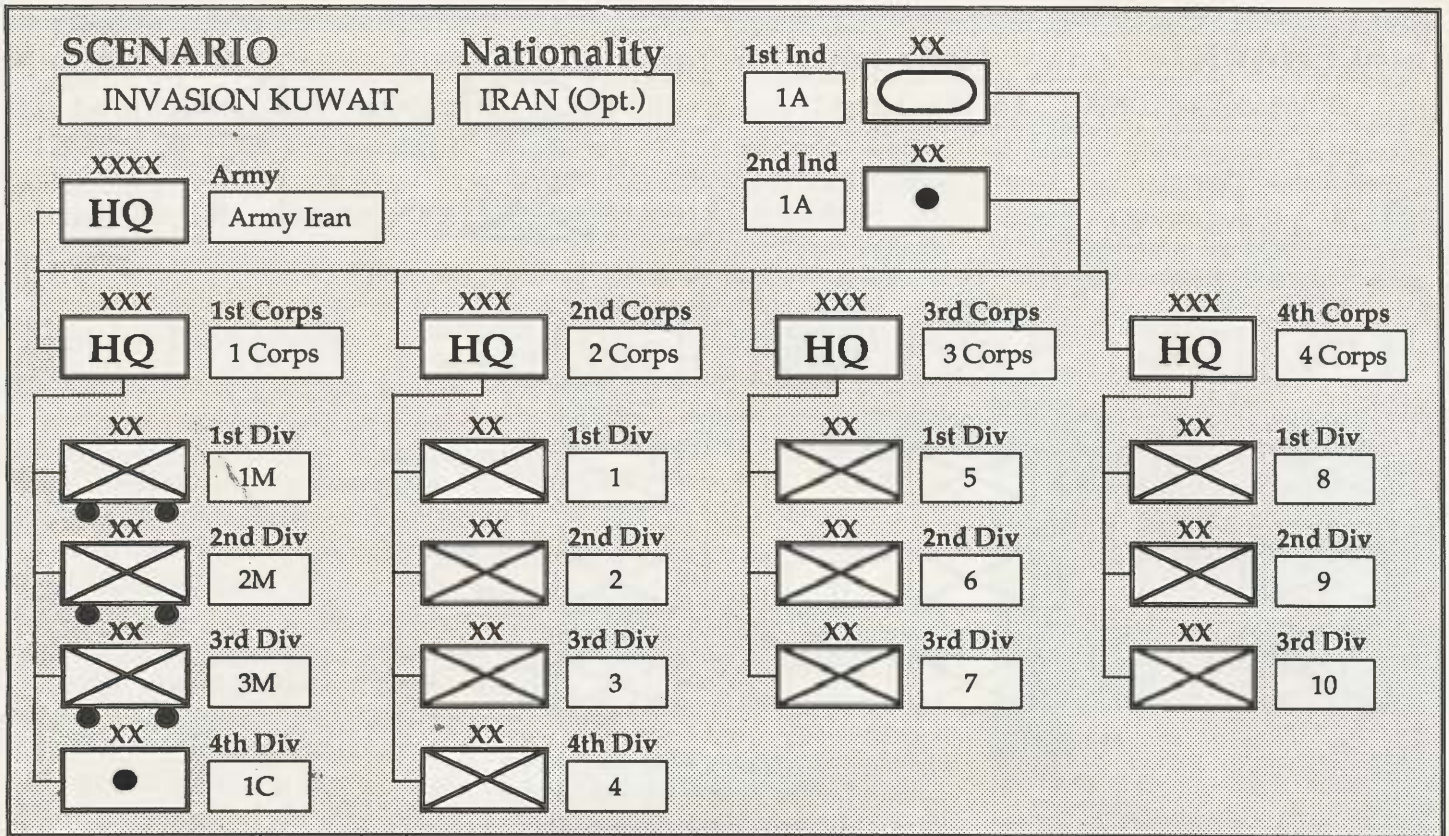 SCENARIO
INVASION KUWAIT
Nationality
IRAN (Opt.)
1st Ind
1A
XX
2nd Ind
1A
XX
XXXX
HQ
Army
Army Iran
XXX
HQ
1st Corps
1 Corps
XX
1st Div
1M
XX
2nd Div
2M
XX
3rd Div
3M
XX
4th Div
1C
XXX
HQ
2nd Corps
2 Corps
XX
1st Div
1
XX
2nd Div
2
XX
3rd Div
3
XX
4th Div
4
XXX
HQ
3rd Corps
3 Corps
XX
1st Div
5
XX
2nd Div
6
XX
3rd Div
7
XXX
HQ
4th Corps
4 Corps
XX
1st Div
8
XX
2nd Div
9
XX
3rd Div
10